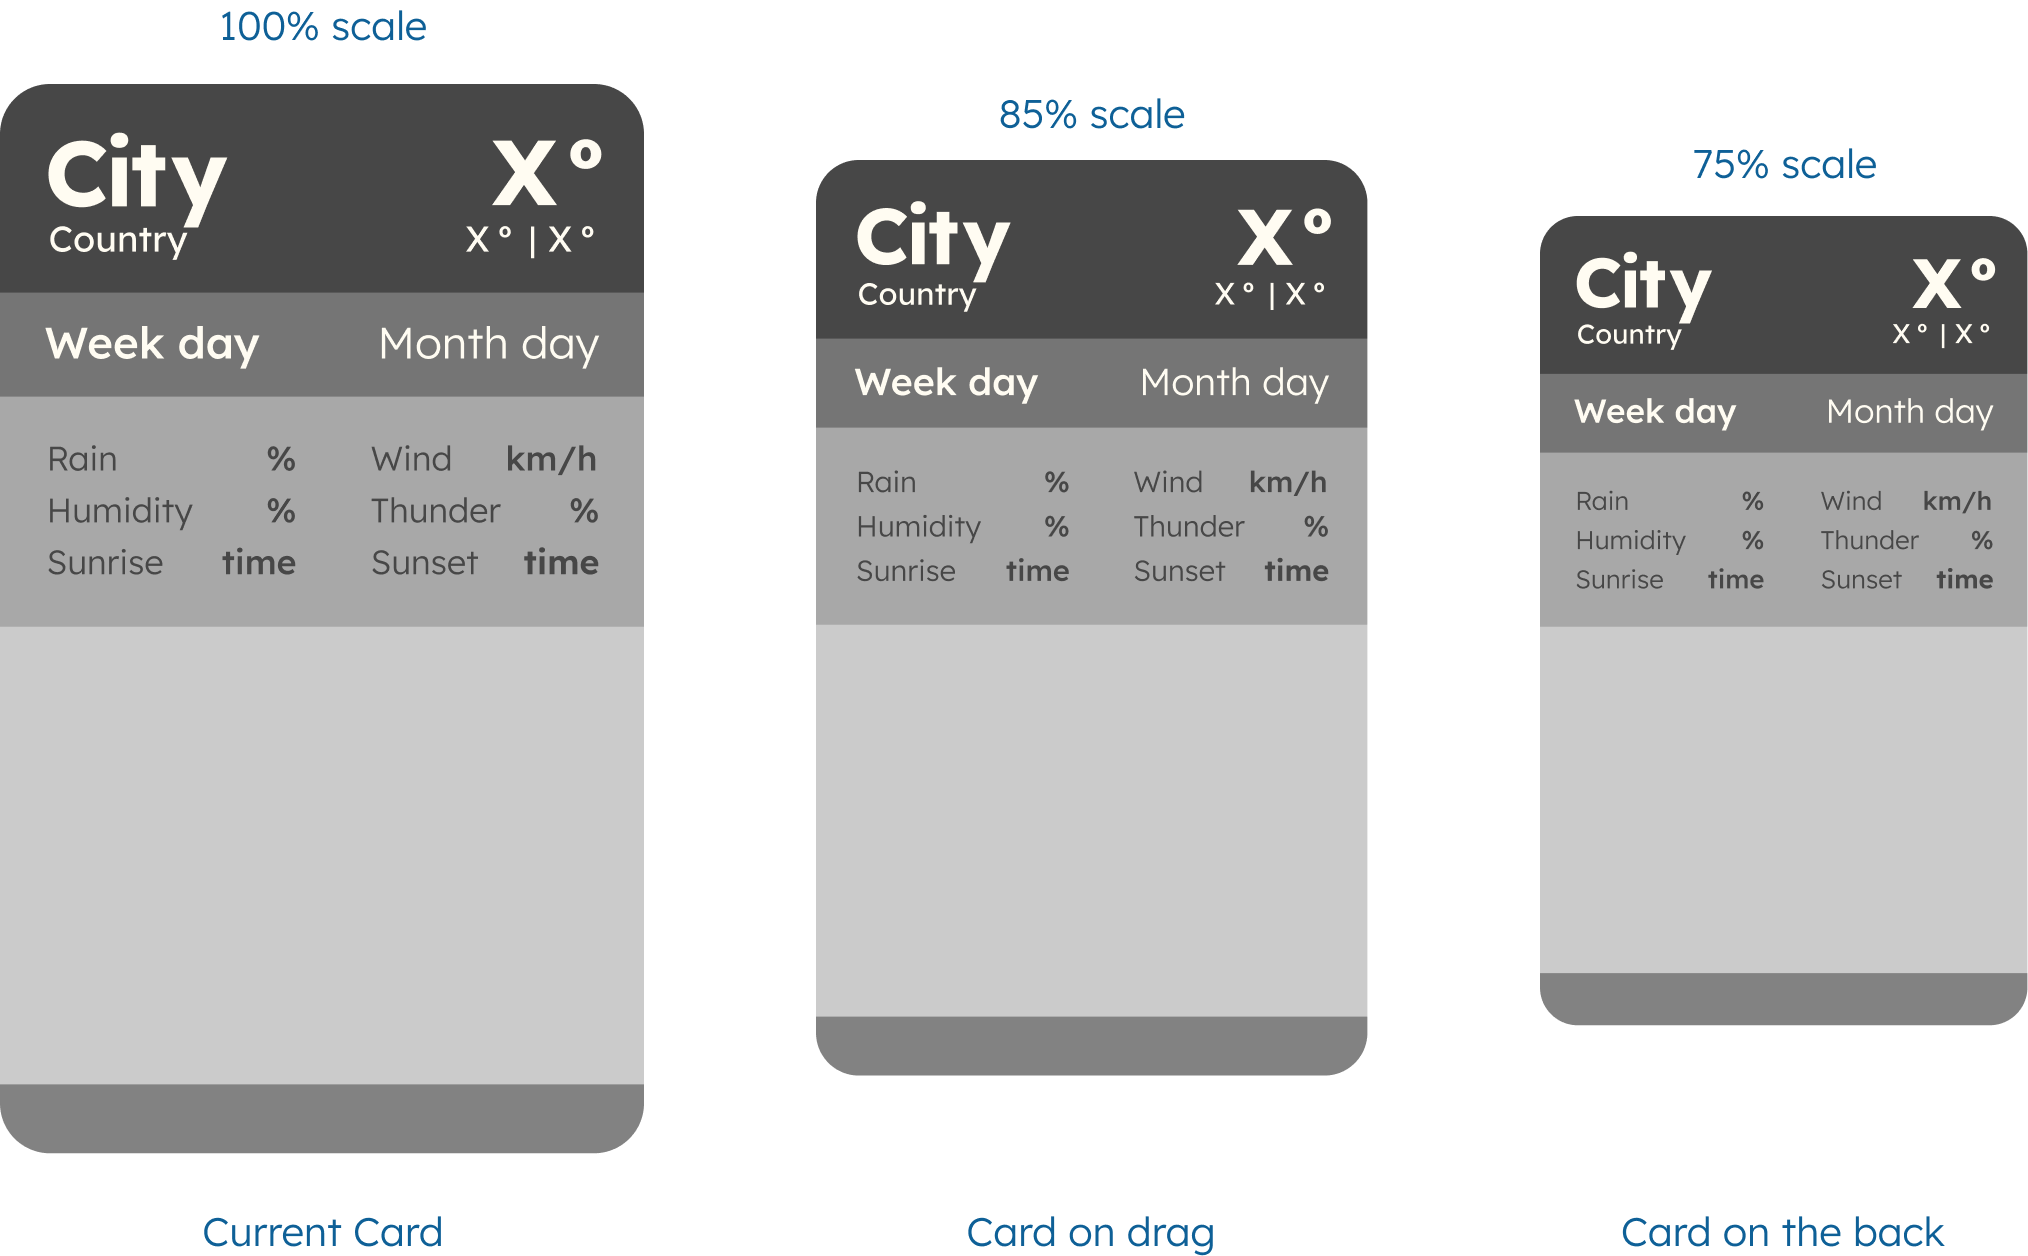 100% scale
City
X°
Country
X° | X°
Week day
Month day
Rain % Wind km/h
Humidity % Thunder %
Sunrise time Sunset time
Current Card
85% scale
City
X°
Country
X° | X°
Week day
Month day
Rain % Wind km/h
Humidity % Thunder %
Sunrise time Sunset time
Card on drag
75% scale
City
X°
Country
X° | X°
Week day
Month day
Rain % Wind km/h
Humidity % Thunder %
Sunrise time Sunset time
Card on the back